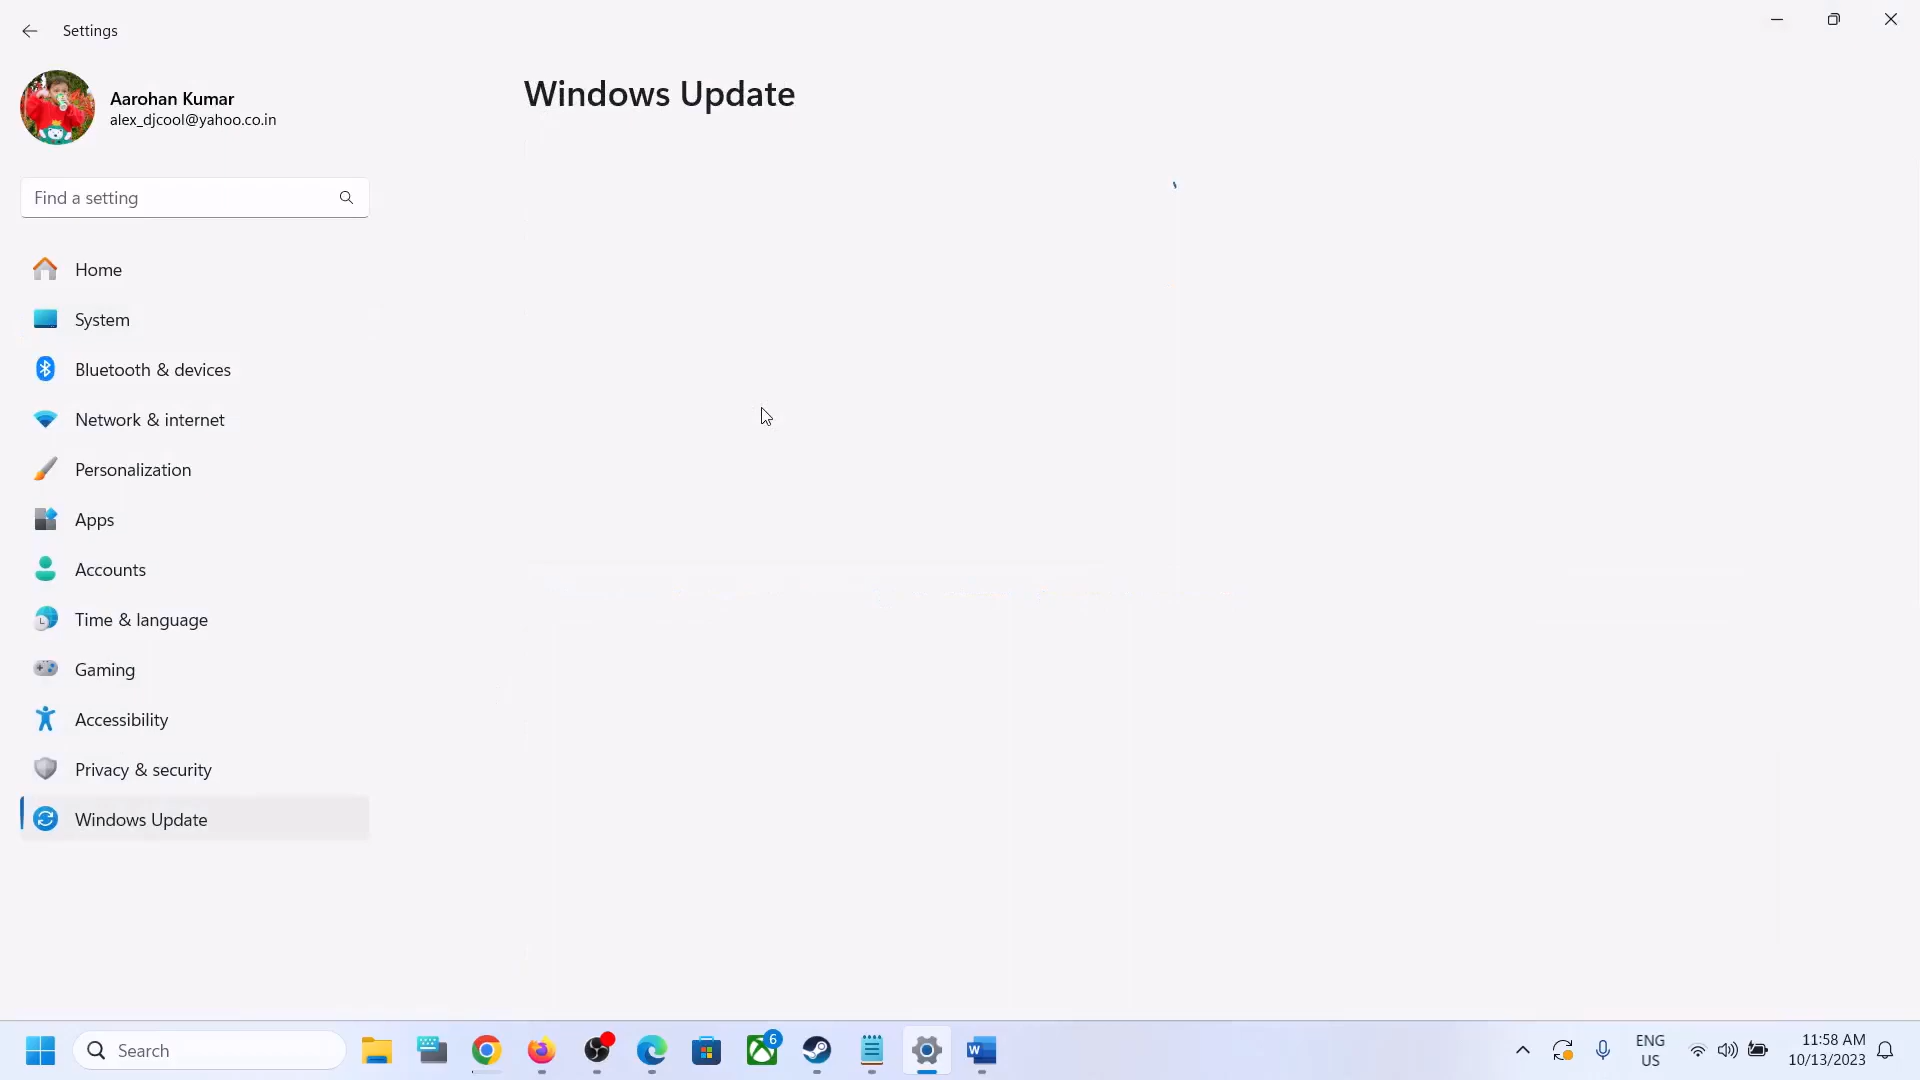 Settings
Aarohan Kumar
alex_djcool@yahoo.co.in
Windows Update
Find a setting
Home
System
Bluetooth & devices
Network & internet
Personalization
Apps
Accounts
Time & language
Gaming
Accessibility
Privacy & security
Windows Update
Search
6
W
ENG
US
11:58 AM
10/13/2023